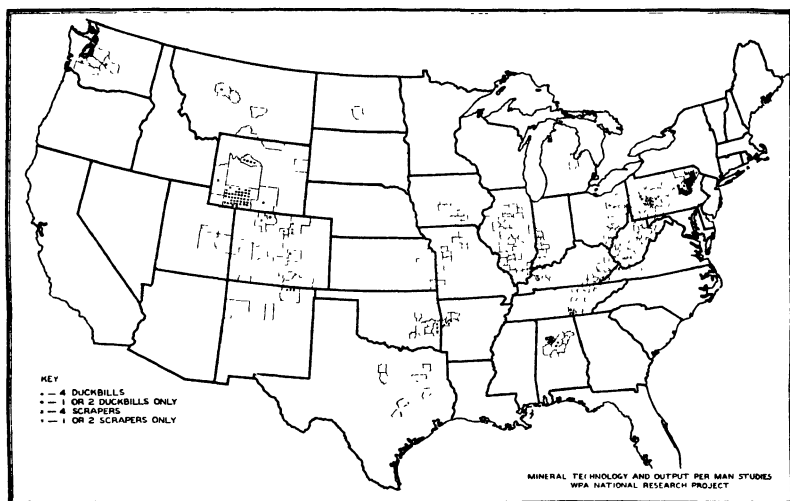 KEY
– 4 DUCKBILLS
– 1 OR 2 DUCKBILLS ONLY
– 4 SCRAPERS
– 1 OR 2 SCRAPERS ONLY
MINERAL TECHNOLOGY AND OUTPUT PER MAN STUDIES
WPA NATIONAL RESEARCH PROJECT